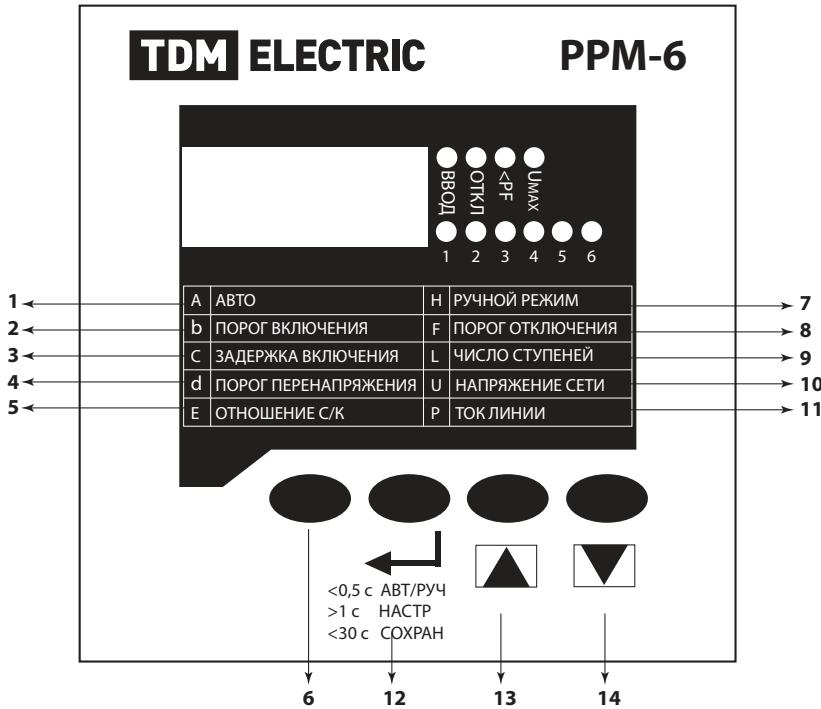 TDM ELECTRIC PPM-6
ВВОД ОТКЛ <PF UMAX
1 2 3 4 5 6
1 A АВТО H РУЧНОЙ РЕЖИМ 7
2 b ПОРОГ ВКЛЮЧЕНИЯ F ПОРОГ ОТКЛЮЧЕНИЯ 8
3 C ЗАДЕРЖКА ВКЛЮЧЕНИЯ L ЧИСЛО СТУПЕНЕЙ 9
4 d ПОРОГ ПЕРЕНАПРЯЖЕНИЯ U НАПРЯЖЕНИЕ СЕТИ 10
5 E ОТНОШЕНИЕ С/К P ТОК ЛИНИИ 11
<0,5 с АВТ/РУЧ
>1 с НАСТР
<30 с СОХРАН
6 12 13 14